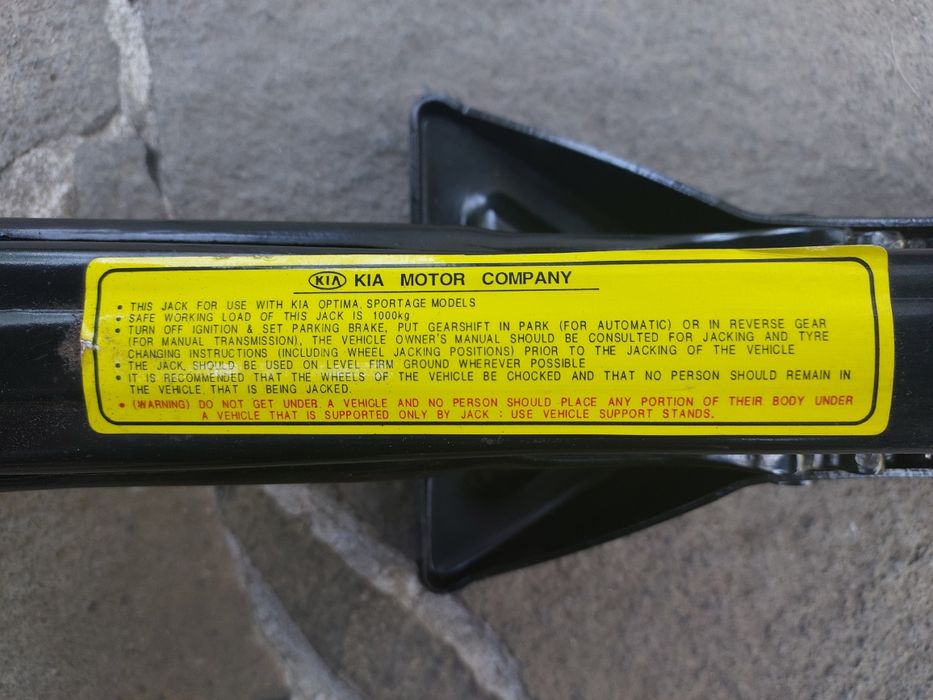 KIA KIA MOTOR COMPANY
• THIS JACK FOR USE WITH KIA OPTIMA, SPORTAGE MODELS
• SAFE WORKING LOAD OF THIS JACK IS 1000kg
• TURN OFF IGNITION & SET PARKING BRAKE, PUT GEARSHIFT IN PARK (FOR AUTOMATIC) OR IN REVERSE GEAR
(FOR MANUAL TRANSMISSION), THE VEHICLE OWNER'S MANUAL SHOULD BE CONSULTED FOR JACKING AND TYRE
CHANGING INSTRUCTIONS (INCLUDING WHEEL JACKING POSITIONS) PRIOR TO THE JACKING OF THE VEHICLE
• THE JACK, SHOULD BE USED ON LEVEL FIRM GROUND WHEREVER POSSIBLE
• IT IS RECOMMENDED THAT THE WHEELS OF THE VEHICLE BE CHOCKED AND THAT NO PERSON SHOULD REMAIN IN
THE VEHICLE THAT IS BEING JACKED.
• (WARNING) DO NOT GET UNDER A VEHICLE AND NO PERSON SHOULD PLACE ANY PORTION OF THEIR BODY UNDER
A VEHICLE THAT IS SUPPORTED ONLY BY JACK : USE VEHICLE SUPPORT STANDS.